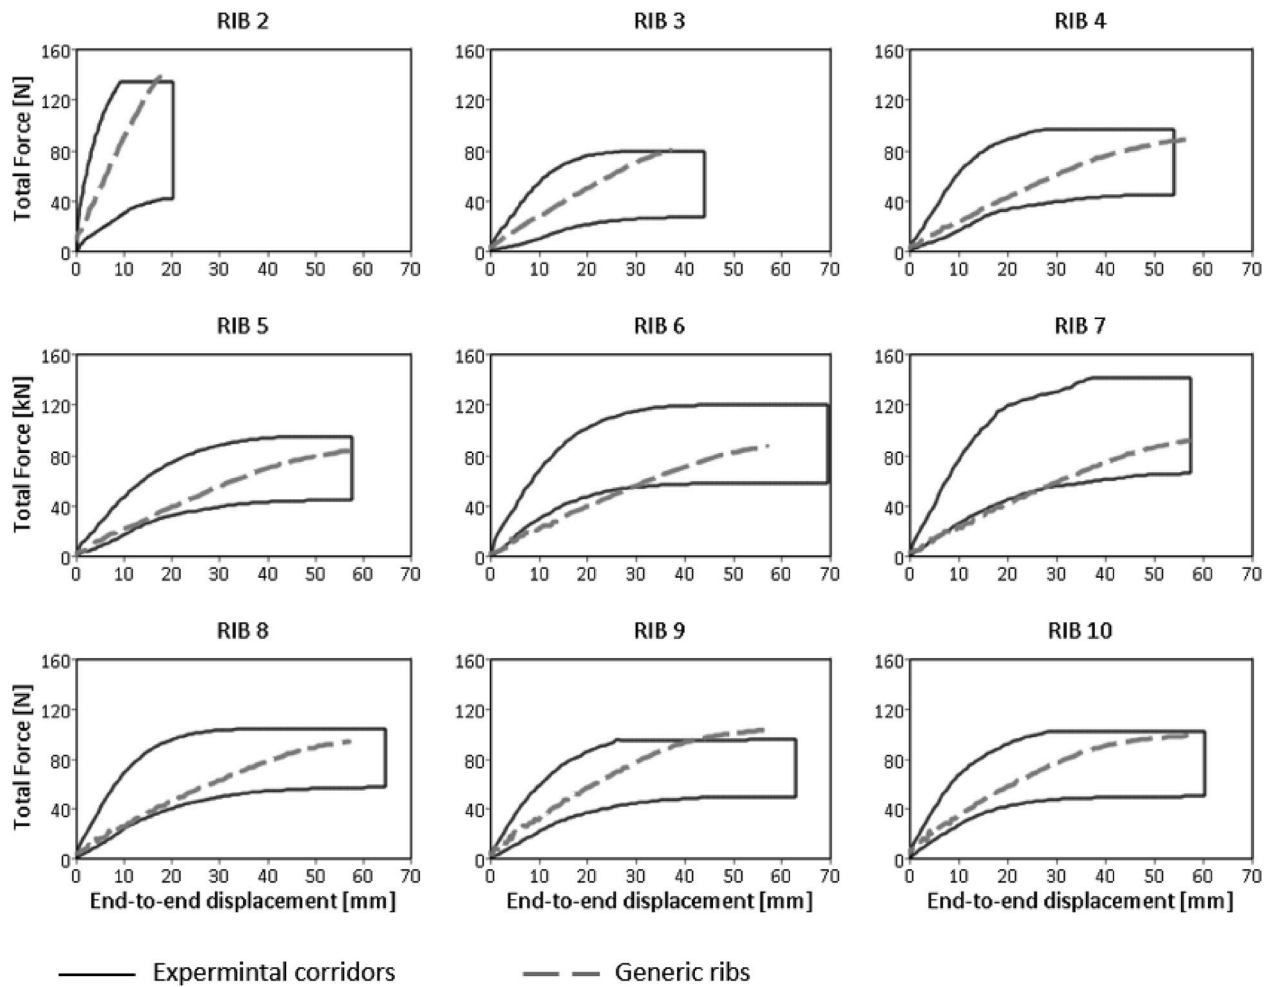 RIB 2 RIB 3 RIB 4
Total Force [N]
160 120 80 40 0
0 10 20 30 40 50 60 70
160 120 80 40 0
0 10 20 30 40 50 60 70
160 120 80 40 0
0 10 20 30 40 50 60 70
RIB 5 RIB 6 RIB 7
Total Force [kN]
160 120 80 40 0
0 10 20 30 40 50 60 70
160 120 80 40 0
0 10 20 30 40 50 60 70
160 120 80 40 0
0 10 20 30 40 50 60 70
RIB 8 RIB 9 RIB 10
Total Force [N]
160 120 80 40 0
0 10 20 30 40 50 60 70
160 120 80 40 0
0 10 20 30 40 50 60 70
160 120 80 40 0
0 10 20 30 40 50 60 70
End-to-end displacement [mm] End-to-end displacement [mm] End-to-end displacement [mm]
Expermintal corridors Generic ribs